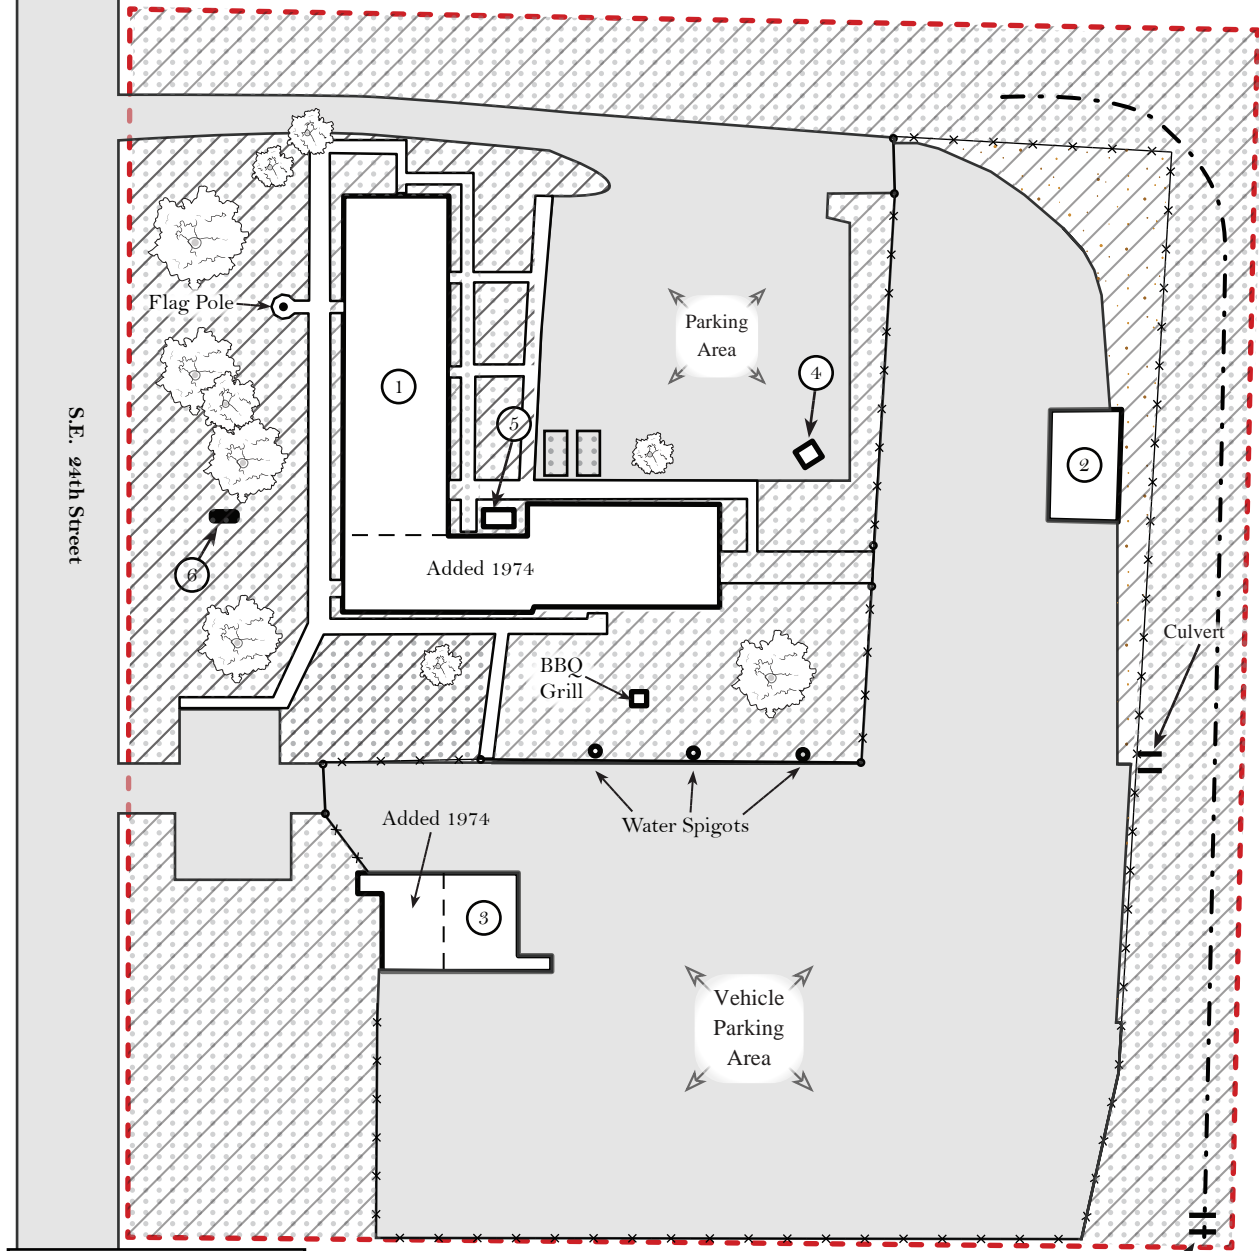 Flag Pole
Parking
Area
4
1
5
2
S.E. 24th Street
6
Added 1974
Culvert
BBQ
Grill
Added 1974
Water Spigots
3
Vehicle
Parking
Area